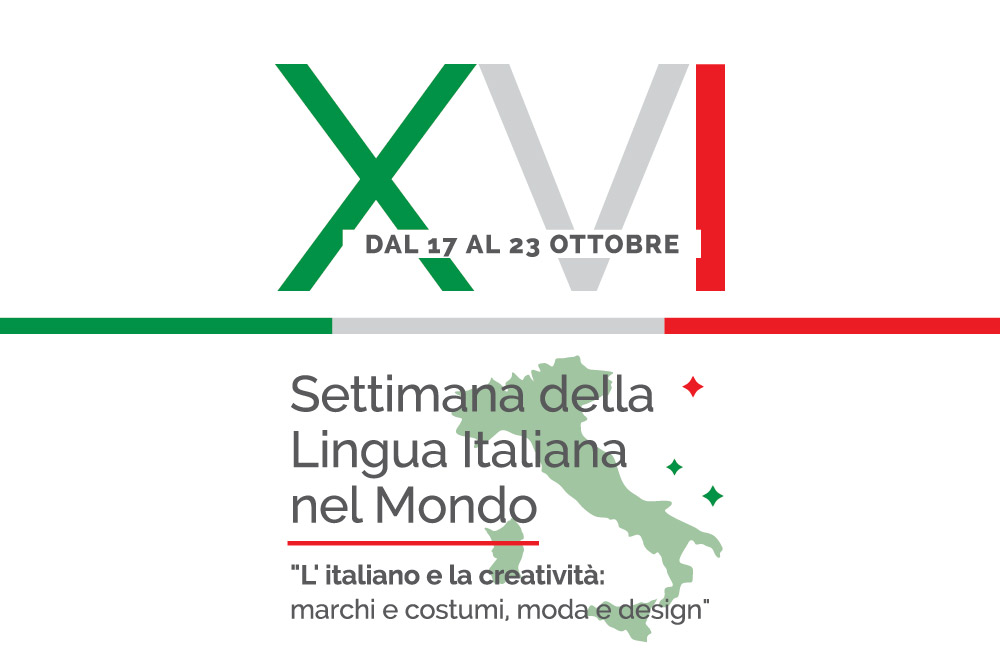 XVI
DAL 17 AL 23 OTTOBRE
Settimana della
Lingua Italiana
nel Mondo
"L' italiano e la creatività:
marchi e costumi, moda e design"